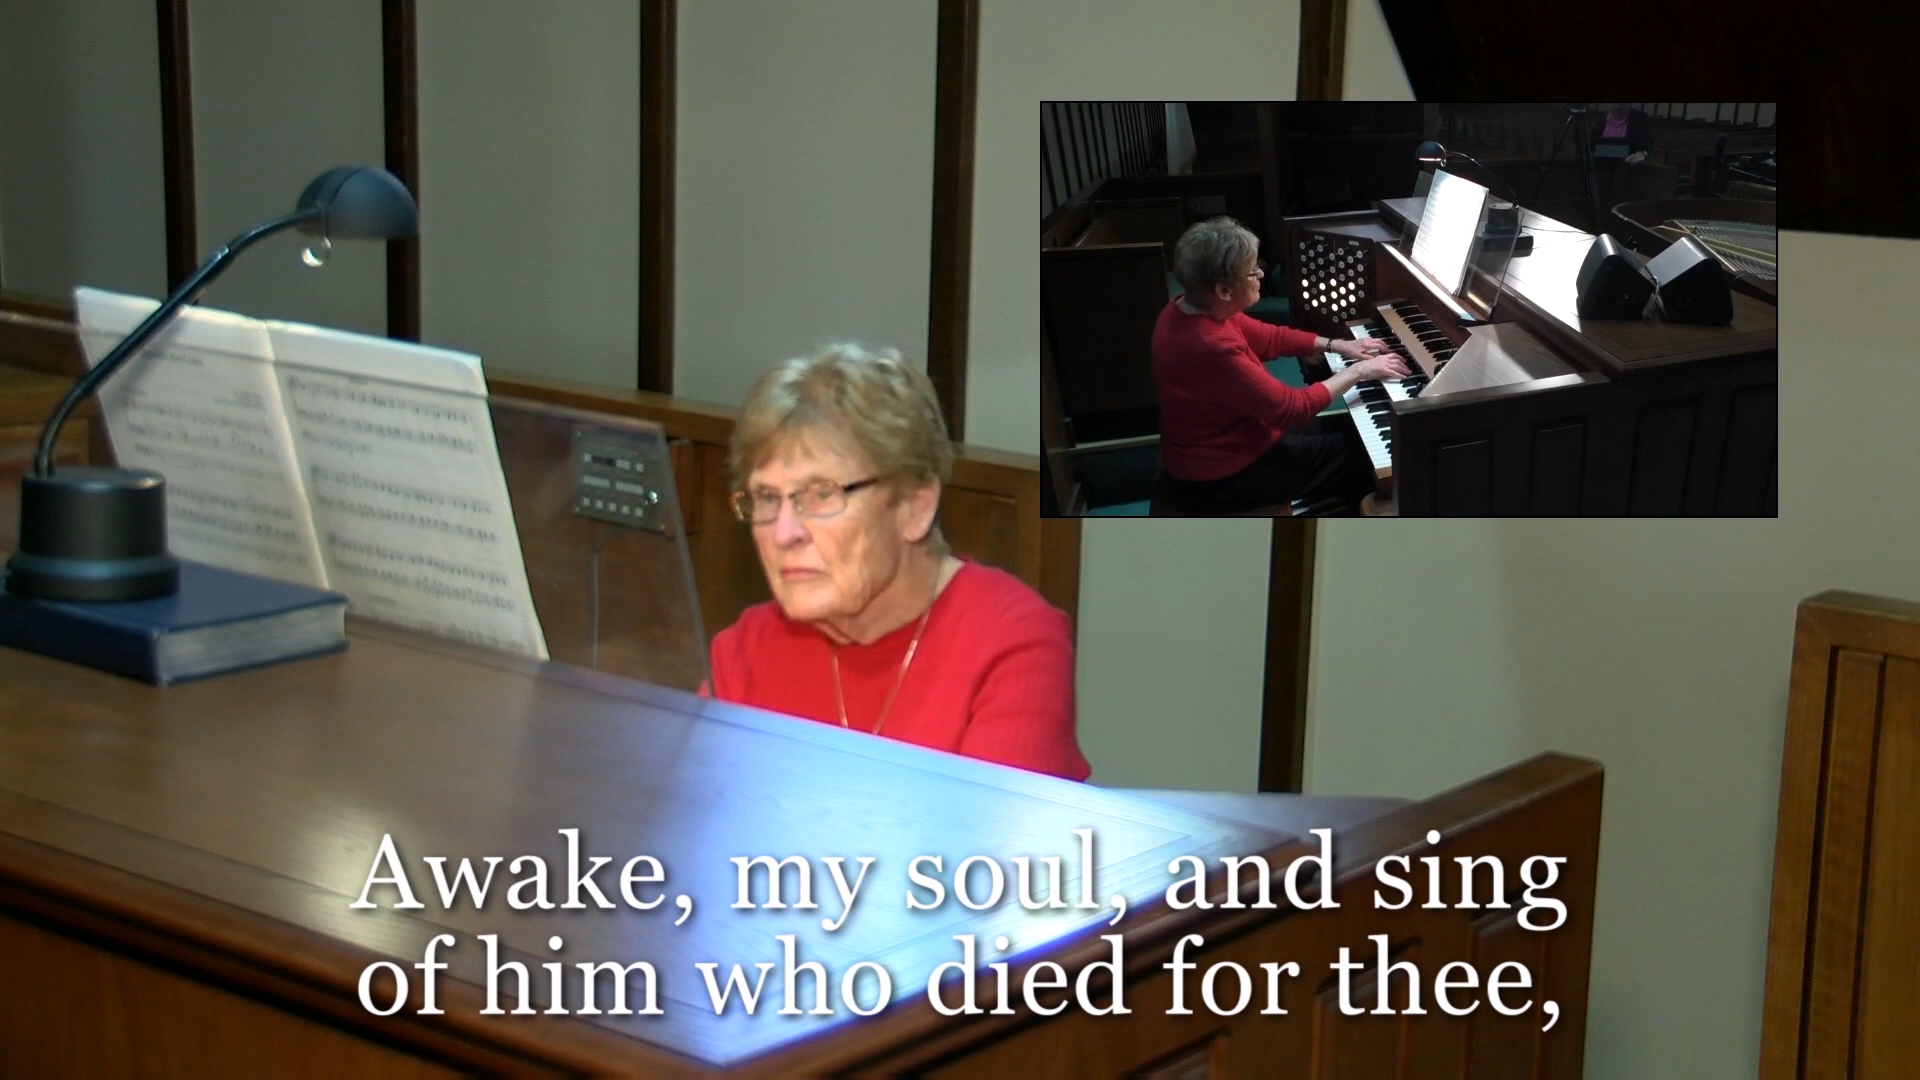 Awake, my soul, and sing
of him who died for thee,